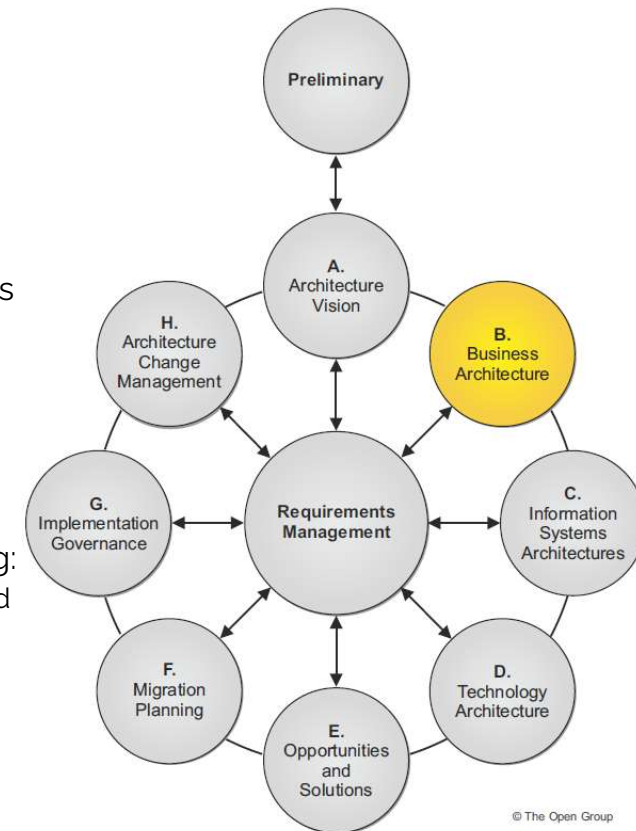 Preliminary
A.
Architecture
Vision
s
H.
Architecture
Change
Management
B.
Business
Architecture
G.
Implementation
Governance
Requirements
Management
C.
Information
Systems
Architectures
g:
d
F.
Migration
Planning
D.
Technology
Architecture
E.
Opportunities
and
Solutions
© The Open Group